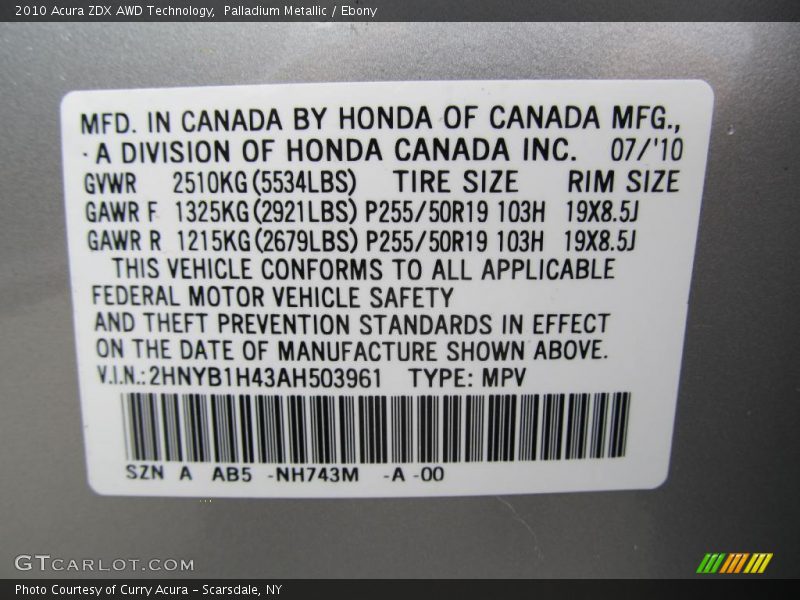 2010 Acura ZDX AWD Technology,  Palladium Metallic / Ebony
MFD. IN CANADA BY HONDA OF CANADA MFG.,
A DIVISION OF HONDA CANADA INC. 07/'10
GVWR 2510KG(5534LBS) TIRE SIZE RIM SIZE
GAWR F 1325KG(2921LBS) P255/50R19 103H 19X8.5J
GAWR R 1215KG(2679LBS) P255/50R19 103H 19X8.5J
THIS VEHICLE CONFORMS TO ALL APPLICABLE
FEDERAL MOTOR VEHICLE SAFETY
AND THEFT PREVENTION STANDARDS IN EFFECT
ON THE DATE OF MANUFACTURE SHOWN ABOVE.
V.I.N.:2HNYB1H43AH503961 TYPE: MPV
SZN A AB5 -NH743M -A -00
GTCARLOT.COM
Photo Courtesy of Curry Acura - Scarsdale, NY